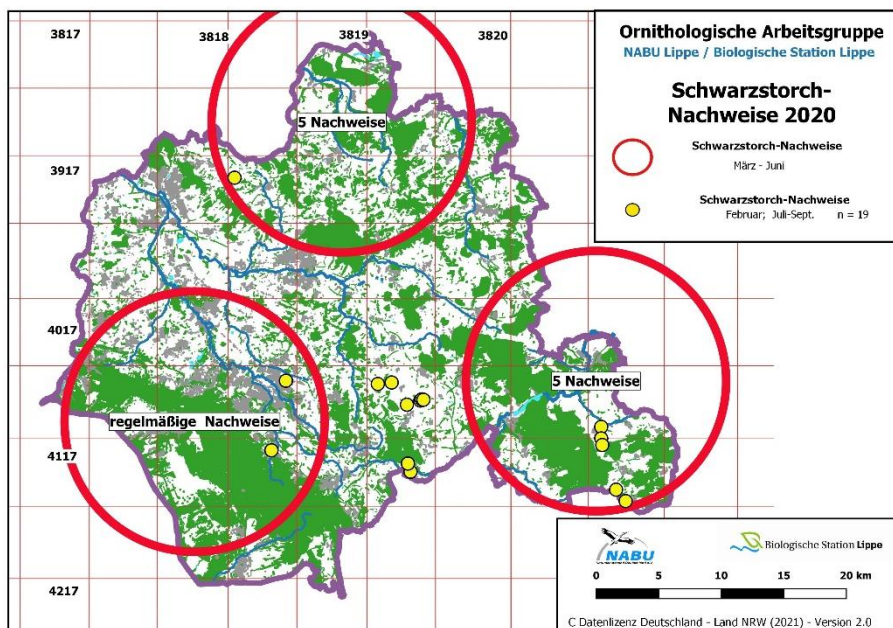 3817
3818
3819
3820
Ornithologische Arbeitsgruppe
NABU Lippe / Biologische Station Lippe
Schwarzstorch-
Nachweise 2020
Schwarzstorch-Nachweise
März - Juni
Schwarzstorch-Nachweise
Februar; Juli-Sept. n = 19
5 Nachweise
3917
4017
5 Nachweise
regelmäßige Nachweise
4117
4217
NABU
Biologische Station Lippe
0 5 10 15 20 km
C Datenlizenz Deutschland - Land NRW (2021) - Version 2.0